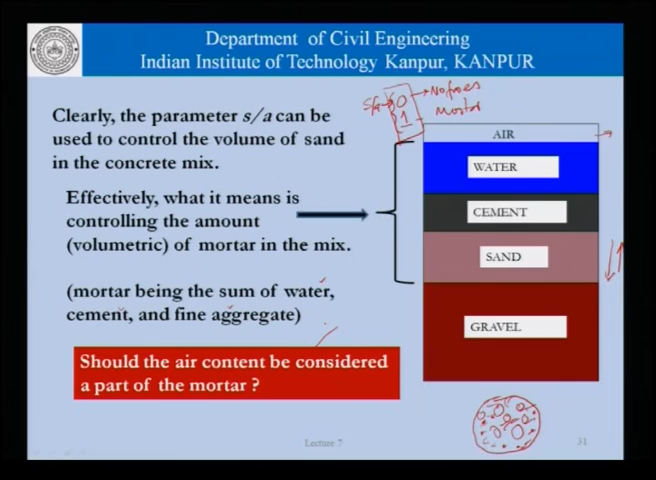 Department of Civil Engineering
Indian Institute of Technology Kanpur, KANPUR
Clearly, the parameter s/a can be
used to control the volume of sand
in the concrete mix.
Effectively, what it means is
controlling the amount
(volumetric) of mortar in the mix.
(mortar being the sum of water,
cement, and fine aggregate)
Should the air content be considered
a part of the mortar ?
s/a
0
No fines
1
Mortar
AIR
WATER
CEMENT
SAND
GRAVEL
Lecture 7
31